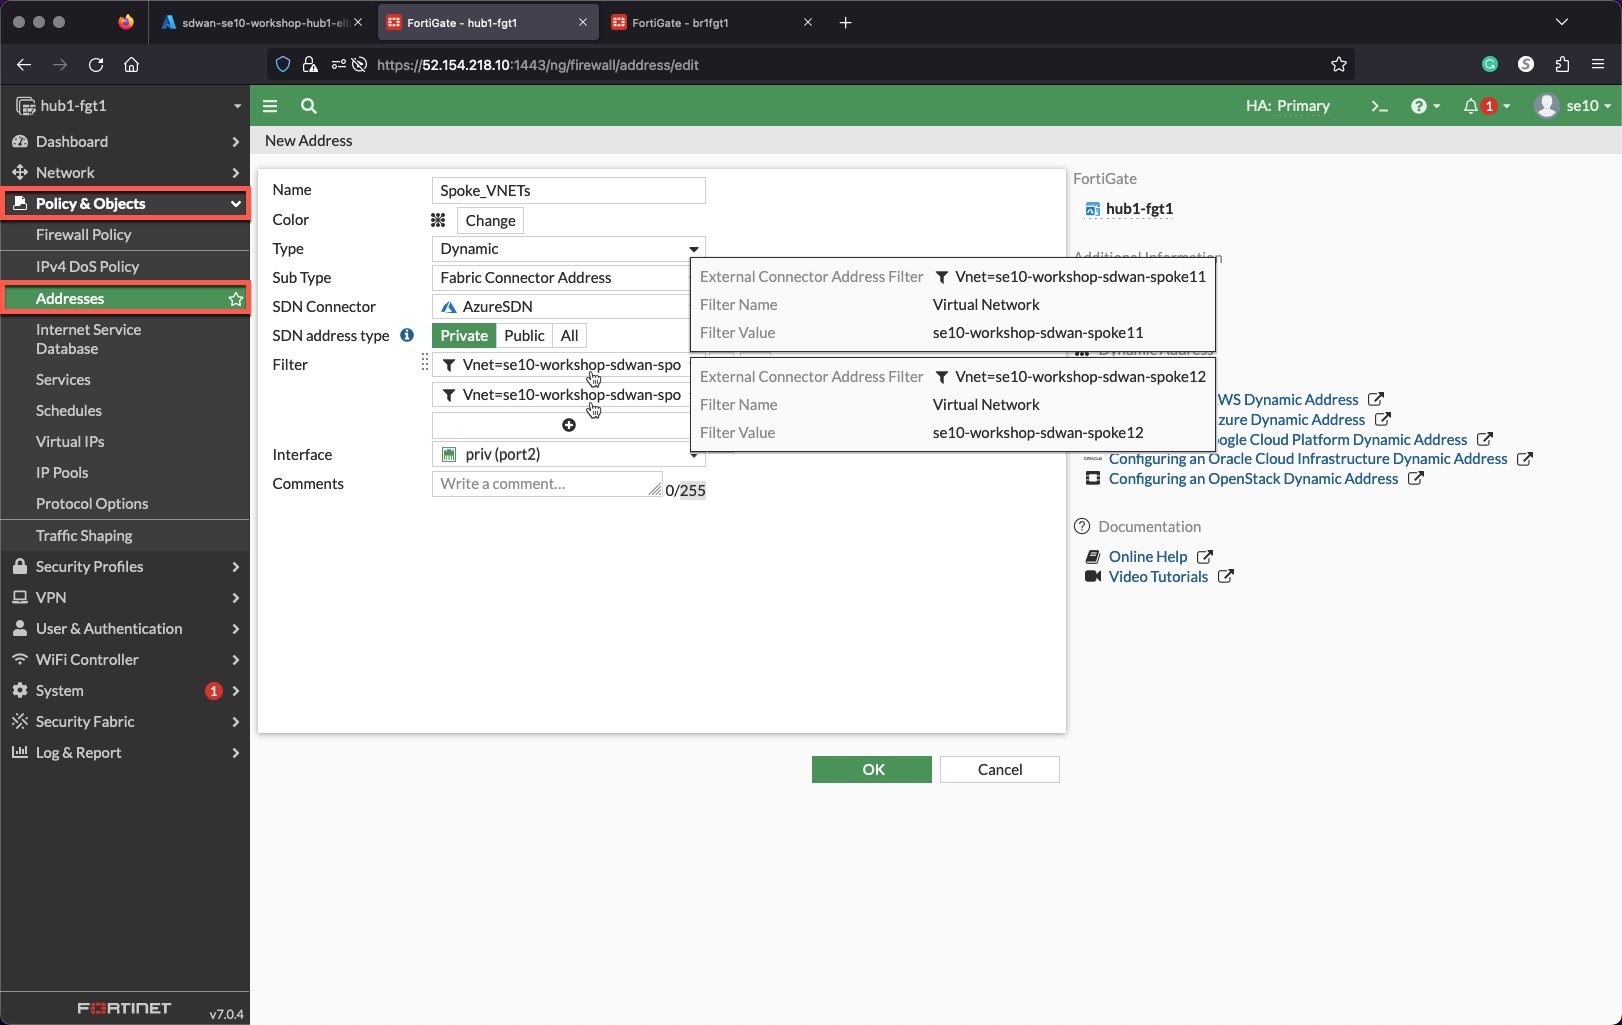 sdwan-se10-workshop-hub1-el
FortiGate - hub1-fgt1
FortiGate - br1fgt1
https://52.154.218.10:1443/ng/firewall/address/edit
hub1-fgt1
HA: Primary
1
se10
Dashboard
Network
Policy & Objects
Firewall Policy
IPv4 DoS Policy
Addresses
Internet Service
Database
Services
Schedules
Virtual IPs
IP Pools
Protocol Options
Traffic Shaping
Security Profiles
VPN
User & Authentication
WiFi Controller
System 1
Security Fabric
Log & Report
FORTINET v7.0.4
New Address
Name Spoke_VNETs
Color Change
Type Dynamic
Sub Type Fabric Connector Address
SDN Connector AzureSDN
SDN address type Private Public All
Filter Vnet=se10-workshop-sdwan-spo
Vnet=se10-workshop-sdwan-spo
Interface priv (port2)
Comments Write a comment... 0/255
External Connector Address Filter Vnet=se10-workshop-sdwan-spoke11
Filter Name Virtual Network
Filter Value se10-workshop-sdwan-spoke11
External Connector Address Filter Vnet=se10-workshop-sdwan-spoke12
Filter Name Virtual Network
Filter Value se10-workshop-sdwan-spoke12
OK
Cancel
FortiGate
hub1-fgt1
Additional Information
Dynamic Address
WS Dynamic Address
zure Dynamic Address
ogle Cloud Platform Dynamic Address
Configuring an Oracle Cloud Infrastructure Dynamic Address
Configuring an OpenStack Dynamic Address
Documentation
Online Help
Video Tutorials